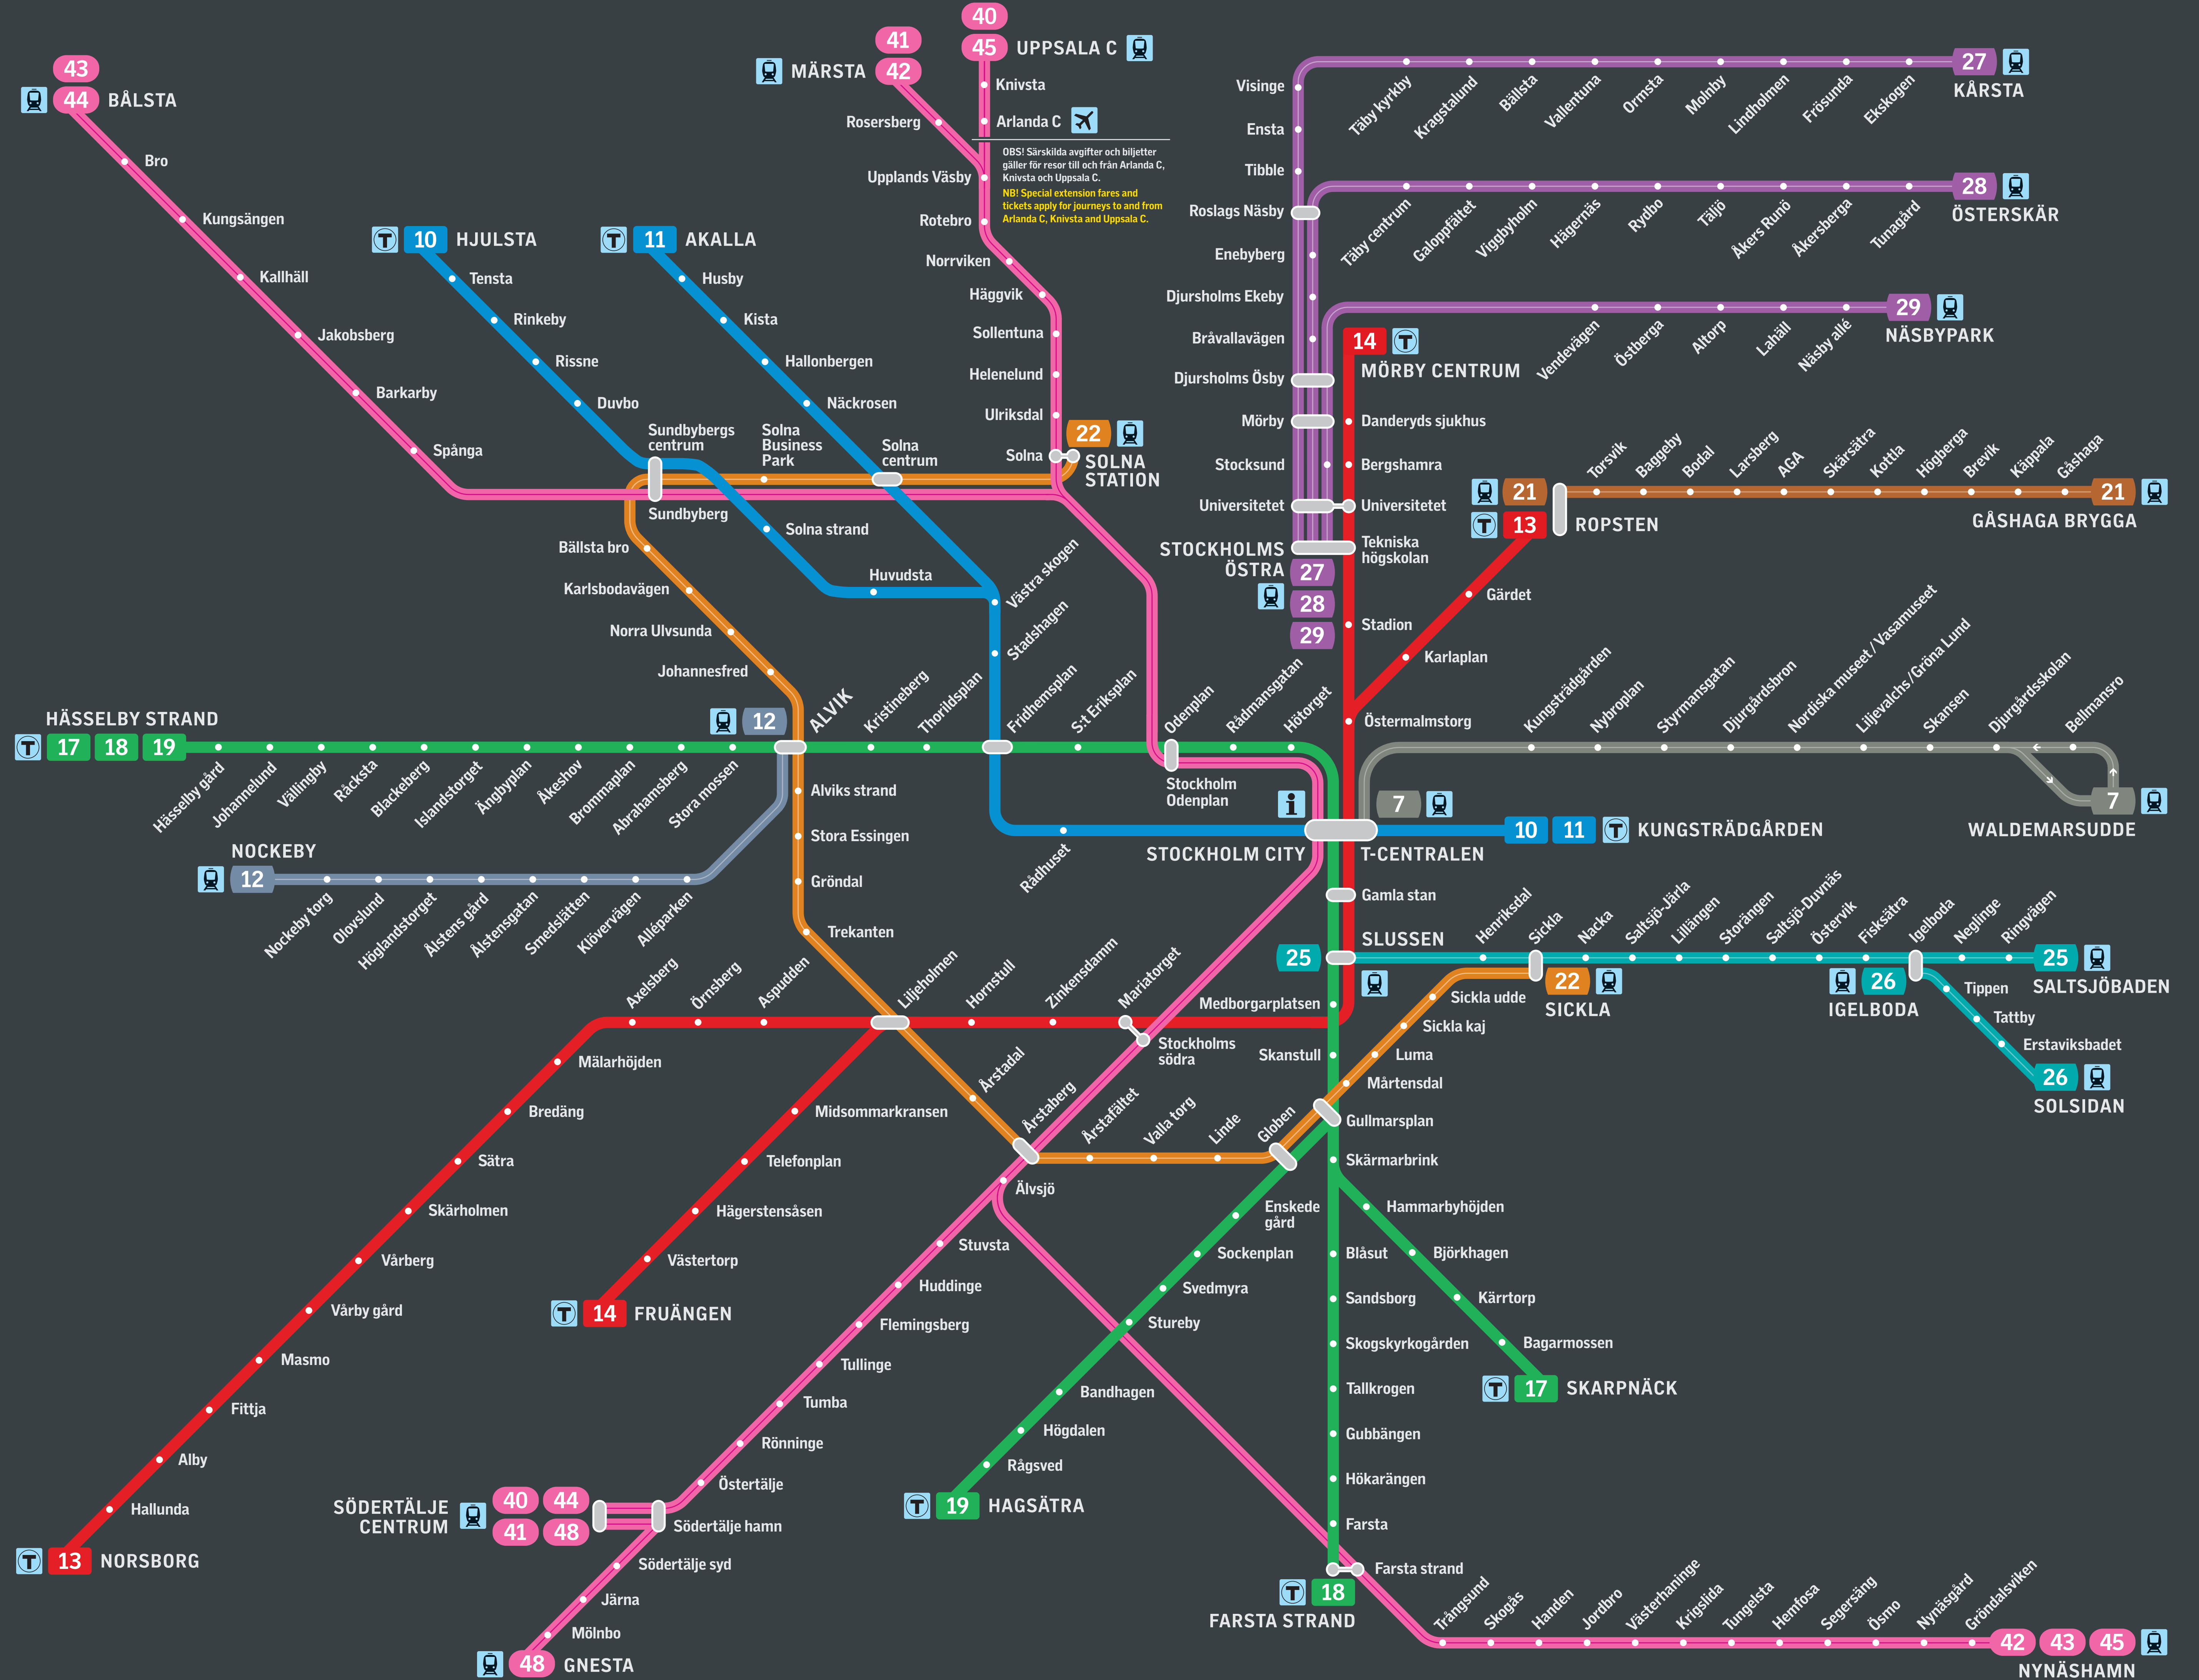 40
41
45 UPPSALA C
MÄRSTA 42
43
44 BÅLSTA
Knivsta
Rosersberg
Arlanda C
OBS! Särskilda avgifter och biljetter
gäller för resor till och från Arlanda C,
Knivsta och Uppsala C.
NB! Special extension fares and
tickets apply for journeys to and from
Arlanda C, Knivsta and Uppsala C.
Upplands Väsby
Rotebro
Norrviken
Häggvik
Sollentuna
Helenelund
Ulriksdal
Solna
22
SOLNA
STATION
Bro
Kungsängen
Kallhäll
Jakobsberg
Barkarby
Spånga
T 10 HJULSTA
Tensta
Rinkeby
Rissne
Duvbo
Sundbybergs
centrum
Sundbyberg
Solna
Business
Park
Solna
centrum
T 11 AKALLA
Husby
Kista
Hallonbergen
Näckrosen
Solna strand
Huvudsta
Västra skogen
Stadshagen
Bällsta bro
Karlsbodavägen
Norra Ulvsunda
Johannesfred
27
KÅRSTA
Visinge
Ensta
Tibble
Täby kyrkby
Kragstalund
Bällsta
Vallentuna
Ormsta
Molnby
Lindholmen
Frösunda
Ekskogen
28
ÖSTERSKÄR
Roslags Näsby
Enebyberg
Djursholms Ekeby
Bråvallavägen
Djursholms Ösby
Mörby
Stocksund
Universitetet
STOCKHOLMS
ÖSTRA
27
28
29
Täby centrum
Galoppfältet
Viggbyholm
Hägernäs
Rydbo
Täljö
Åkers Runö
Åkersberga
Tunagård
29
NÄSBYPARK
Vendevägen
Östberga
Altorp
Lahäll
Näsby allé
14 T
MÖRBY CENTRUM
Danderyds sjukhus
Bergshamra
Universitetet
Tekniska
högskolan
Stadion
Östermalmstorg
21
T 13
ROPSTEN
Gärdet
Karlaplan
Torsvik
Baggeby
Bodal
Larsberg
AGA
Skärsätra
Kottla
Högberga
Brevik
Käppala
Gåshaga
21
GÅSHAGA BRYGGA
HÄSSELBY STRAND
T 17 18 19
Hässelby gård
Johannelund
Vällingby
Råcksta
Blackeberg
Islandstorget
Ängbyplan
Åkeshov
Brommaplan
Abrahamsberg
Stora mossen
12
ALVIK
Kristineberg
Thorildsplan
Fridhemsplan
S:t Eriksplan
Odenplan
Rådmansgatan
Hötorget
Stockholm
Odenplan
Kungsträdgården
Nybroplan
Styrmansgatan
Djurgårdsbron
Nordiska museet/Vasamuseet
Liljevalchs/Gröna Lund
Skansen
Djurgårdsskolan
Bellmansro
7
7
WALDEMARSUDDE
i
STOCKHOLM CITY
T-CENTRALEN
10 11 T KUNGSTRÄDGÅRDEN
Rådhuset
NOCKEBY
12
Nockeby torg
Olovslund
Höglandstorget
Ålstens gård
Ålstensgatan
Smedslätten
Klövervägen
Alléparken
Alviks strand
Stora Essingen
Gröndal
Trekanten
Gamla stan
SLUSSEN
25
Henriksdal
Sickla
Nacka
Saltsjö-Järla
Lillängen
Storängen
Saltsjö-Duvnäs
Östervik
Fisksätra
Igelboda
Neglinge
Ringvägen
25
SALTSJÖBADEN
22
SICKLA
26
IGELBODA
Tippen
Tattby
Erstaviksbadet
26
SOLSIDAN
Sickla udde
Sickla kaj
Luma
Mårtensdal
Axelsberg
Örnsberg
Aspudden
Liljeholmen
Hornstull
Zinkensdamm
Mariatorget
Stockholms
södra
Medborgarplatsen
Skanstull
Gullmarsplan
Skärmarbrink
Årstadal
Årstaberg
Årstafältet
Valla torg
Linde
Globen
Mälarhöjden
Bredäng
Sätra
Skärholmen
Vårberg
Vårby gård
Masmo
Fittja
Alby
Hallunda
T 13 NORSBORG
Midsommarkransen
Telefonplan
Hägerstensåsen
Västertorp
T 14 FRUÄNGEN
Älvsjö
Stuvsta
Huddinge
Flemingsberg
Tullinge
Tumba
Rönninge
Östertälje
SÖDERTÄLJE
CENTRUM
40 44
41 48
Södertälje hamn
Södertälje syd
Järna
Mölnbo
48 GNESTA
Enskede
gård
Sockenplan
Svedmyra
Stureby
Bandhagen
Högdalen
Rågsved
T 19 HAGSÄTRA
Hammarbyhöjden
Björkhagen
Kärrtorp
Bagarmossen
T 17 SKARPNÄCK
Blåsut
Sandsborg
Skogskyrkogården
Tallkrogen
Gubbängen
Hökarängen
Farsta
Farsta strand
T 18
FARSTA STRAND
Trångsund
Skogås
Handen
Jordbro
Västerhaninge
Krigslida
Tungelsta
Hemfosa
Segersäng
Ösmo
Nynäsgård
Gröndalsviken
42 43 45
NYNÄSHAMN